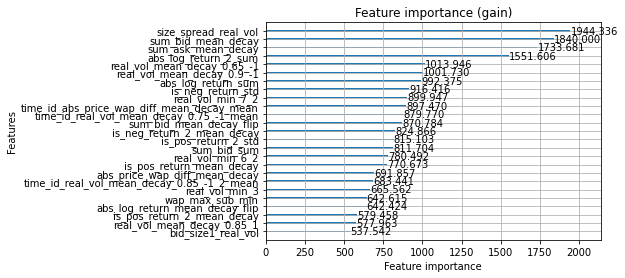 Feature importance (gain)
size_spread_real_vol 1944.336
sum_bid_mean_decay 1840.000
sum_ask_mean_decay 1733.681
abs_log_return_2_sum 1551.606
real_vol_mean_decay_0.65_-1 1013.946
real_vol_mean_decay_0.9_-1 1001.730
abs_log_return_sum 992.375
is_neg_return_std 916.416
real_vol_min_7_2 899.947
time_id_abs_price_wap_diff_mean_decay_mean 897.470
time_id_real_vol_mean_decay_0.75_-1_mean 879.770
sum_bid_mean_decay_flip 870.784
is_neg_return_2_mean_decay 824.866
is_pos_return_2_std 815.103
sum_bid_sum 811.704
real_vol_min_6_2 780.492
is_pos_return_mean_decay 770.673
abs_price_wap_diff_mean_decay 691.857
time_id_real_vol_mean_decay_0.85_-1_2_mean 683.441
real_vol_min_3 665.562
wap_max_sub_min 642.615
abs_log_return_mean_decay_flip 642.424
is_pos_return_2_mean_decay 579.458
real_vol_mean_decay_0.85_1 577.963
bid_size1_real_vol 537.542
Features
0 250 500 750 1000 1250 1500 1750 2000
Feature importance